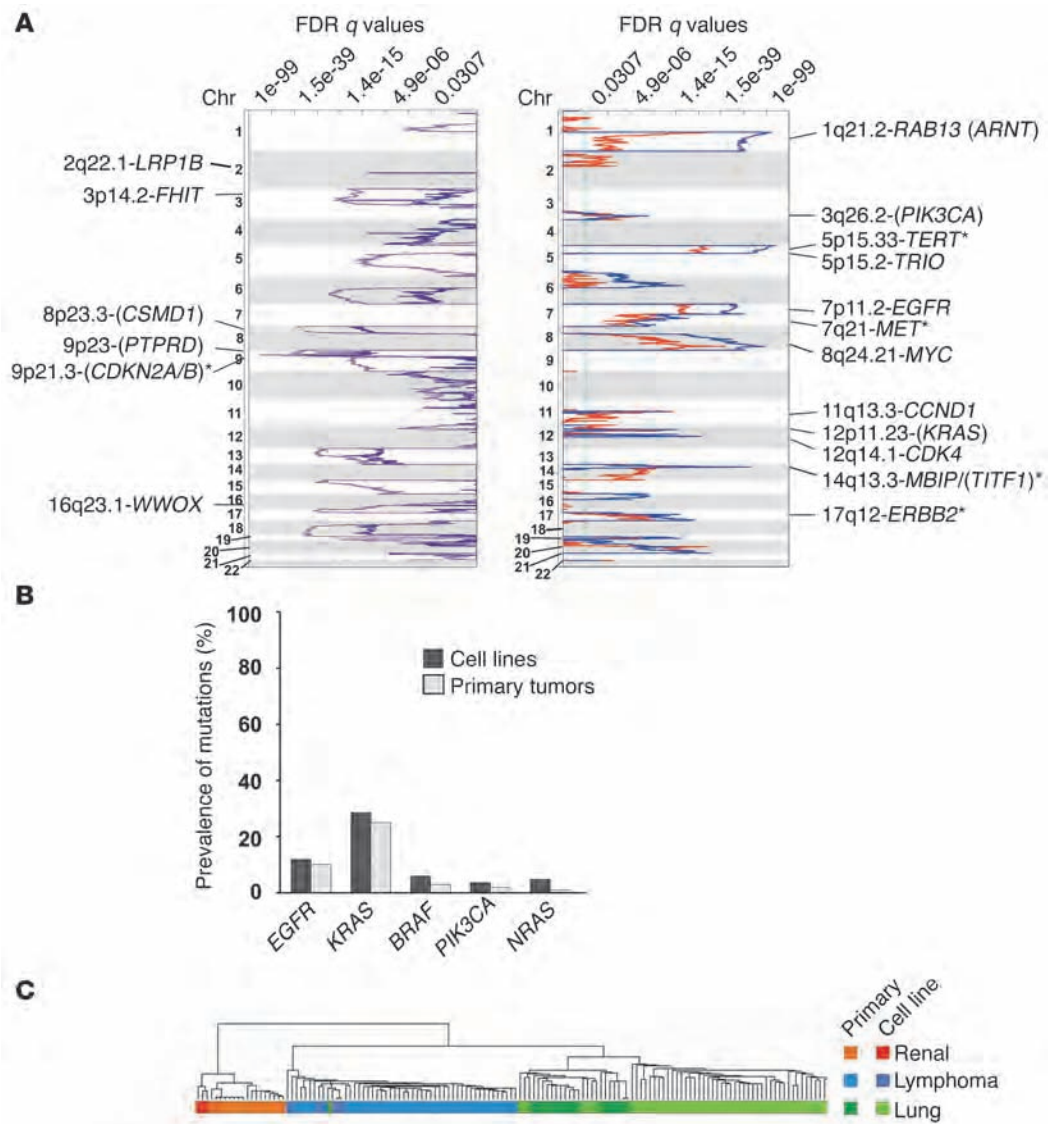 A
FDR q values
1e-99
1.5e-39
1.4e-15
4.9e-06
0.0307
Chr
1
2
3
4
5
6
7
8
9
10
11
12
13
14
15
16
17
18
19
20
21
22
2q22.1-LRP1B
3p14.2-FHIT
8p23.3-(CSMD1)
9p23-(PTPRD)
9p21.3-(CDKN2A/B)*
16q23.1-WWOX
FDR q values
Chr
0.0307
4.9e-06
1.4e-15
1.5e-39
1e-99
1
2
3
4
5
6
7
8
9
10
11
12
13
14
15
16
17
18
19
20
21
22
1q21.2-RAB13 (ARNT)
3q26.2-(PIK3CA)
5p15.33-TERT*
5p15.2-TRIO
7p11.2-EGFR
7q21-MET*
8q24.21-MYC
11q13.3-CCND1
12p11.23-(KRAS)
12q14.1-CDK4
14q13.3-MBIP/(TITF1)*
17q12-ERBB2*
B
Prevalence of mutations (%)
100
80
60
40
20
0
Cell lines
Primary tumors
EGFR
KRAS
BRAF
PIK3CA
NRAS
C
Primary
Cell line
Renal
Lymphoma
Lung